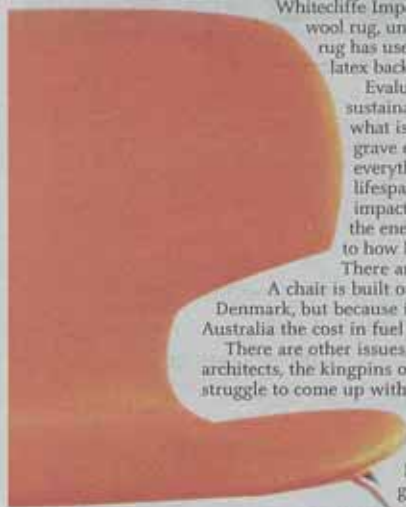 Whitecliffe Imp
wool rug, un
rug has use
latex back
Evalu
sustaina
what is
grave e
everyth
lifespa
impact
the ene
to how l
There ar
A chair is built o
Denmark, but because i
Australia the cost in fuel
There are other issues
architects, the kingpins o
struggle to come up with
g